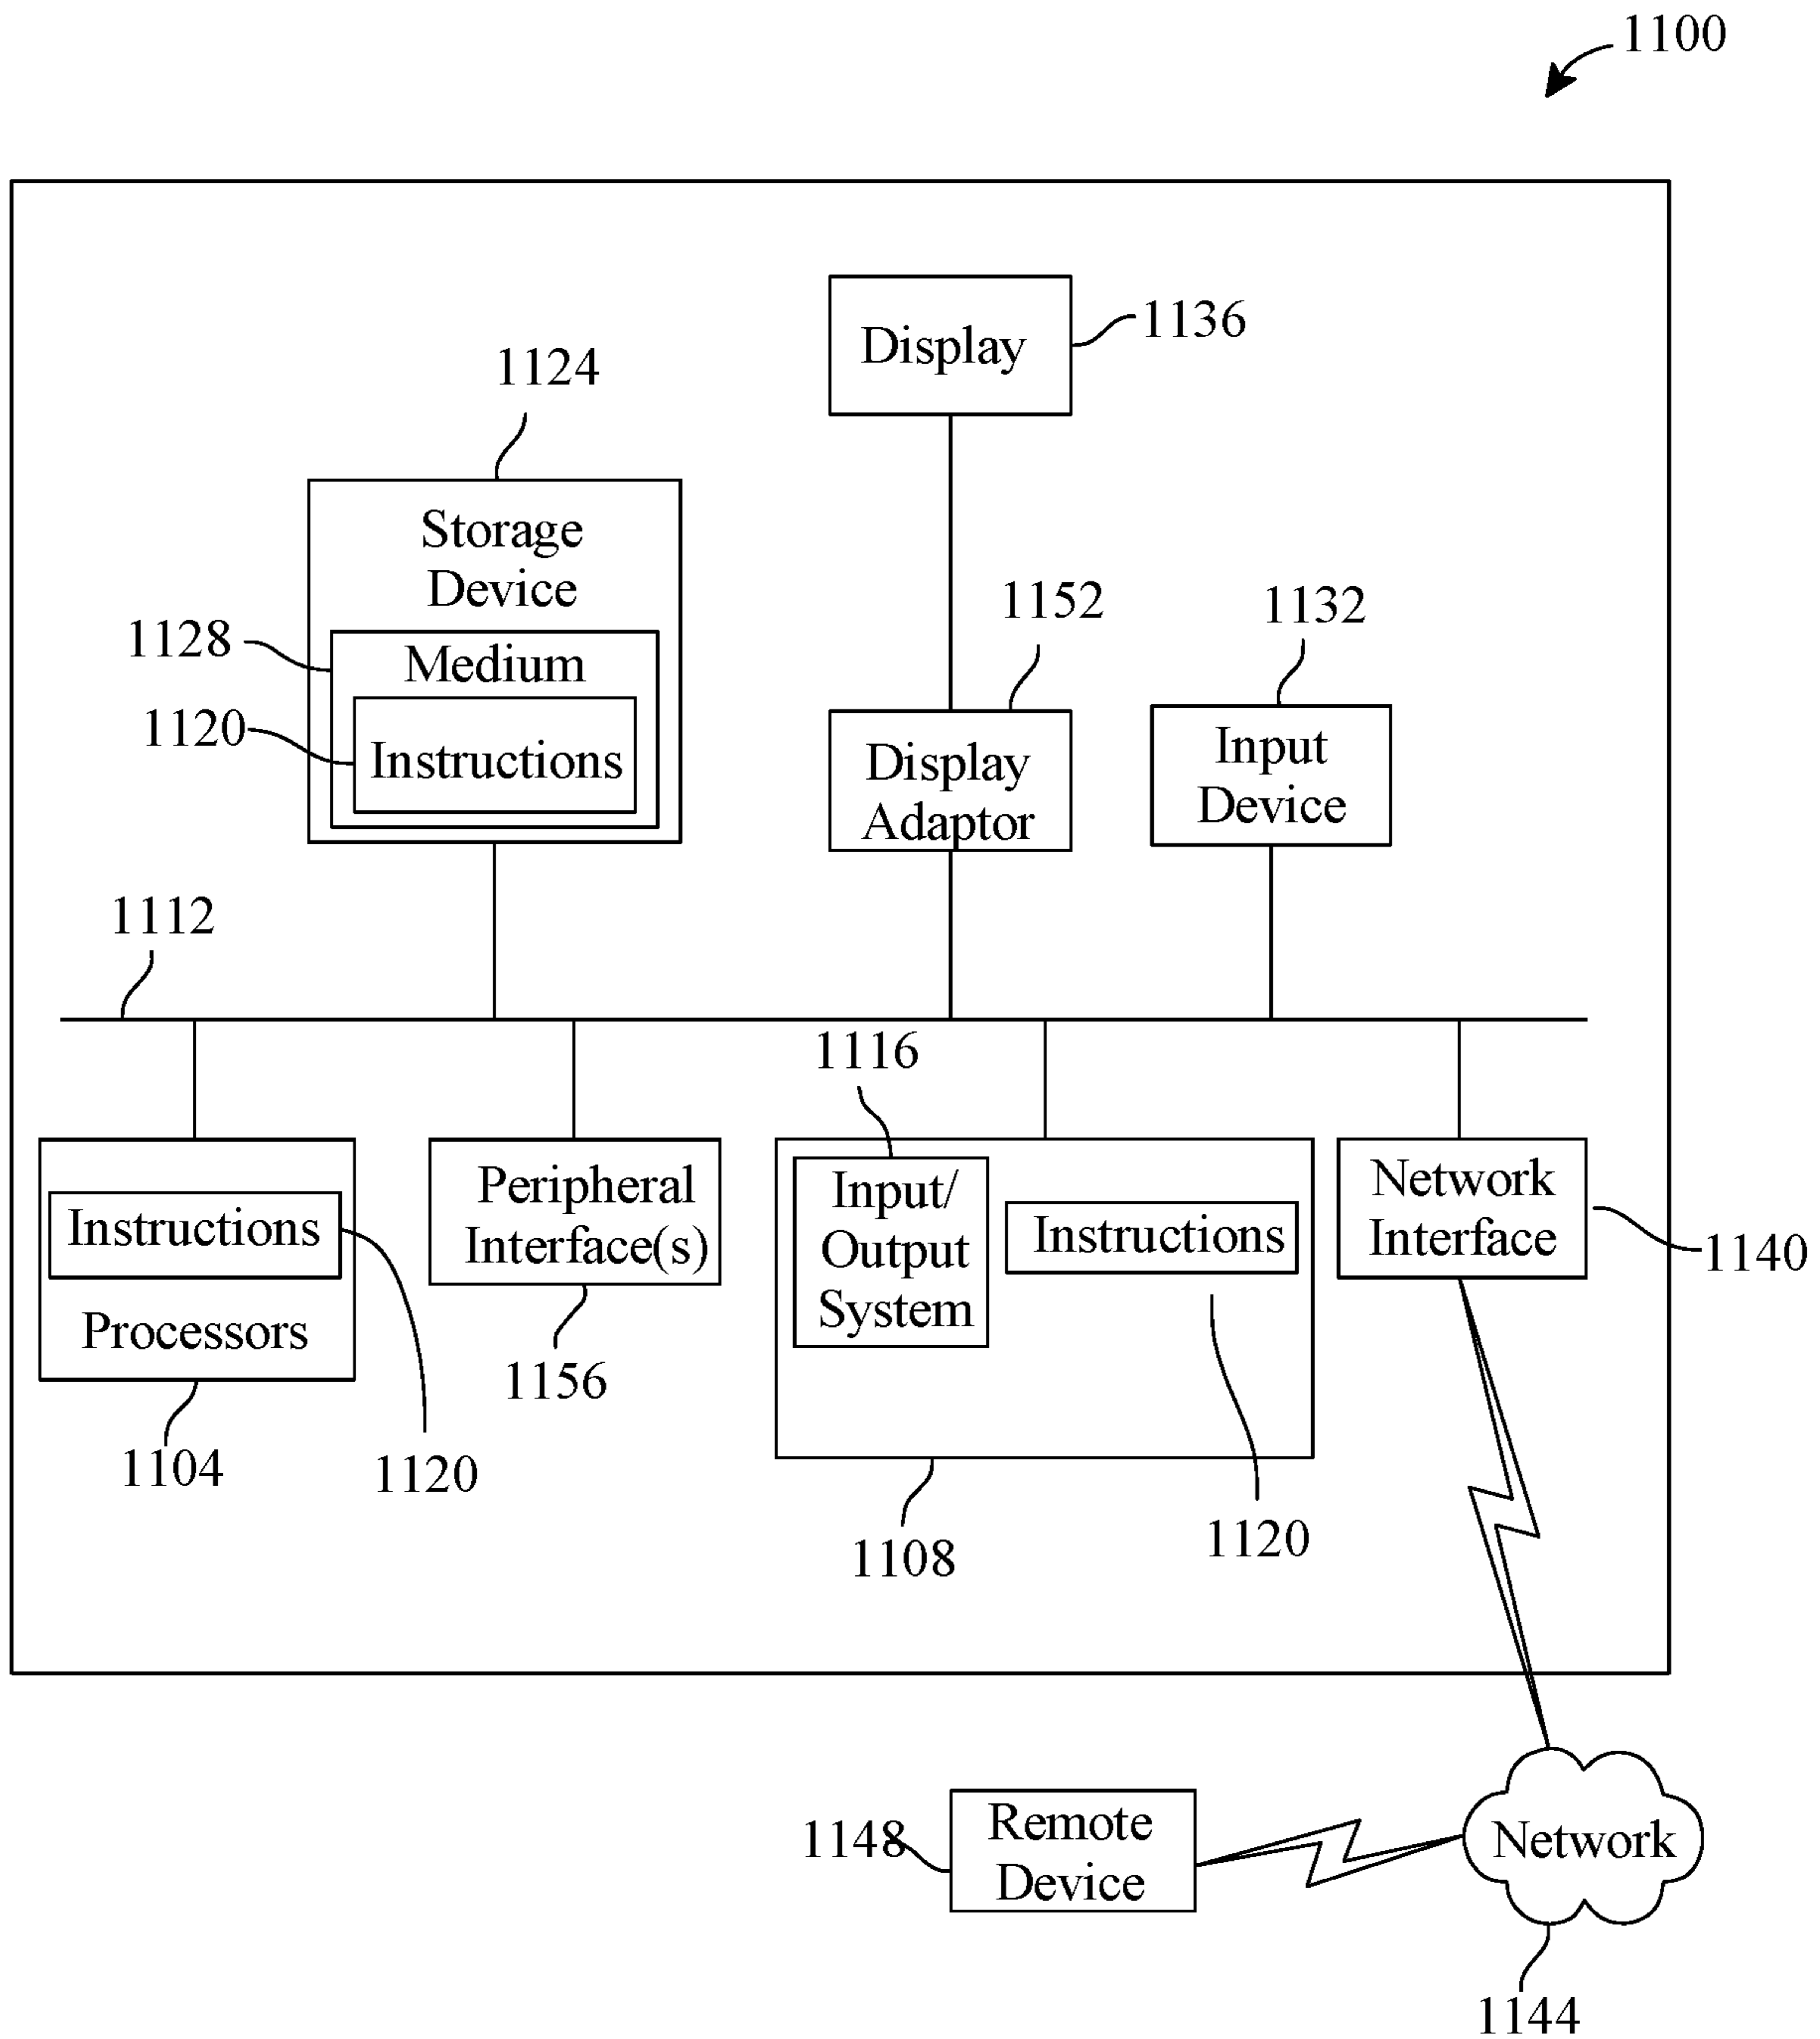 1100
Display
1136
1124
Storage
Device
1128
Medium
1120
Instructions
1152
Display
Adaptor
1132
Input
Device
1112
1116
Instructions
Processors
1104
1120
Peripheral
Interface(s)
1156
Input/
Output
System
Instructions
1108
1120
Network
Interface
1140
1148
Remote
Device
Network
1144